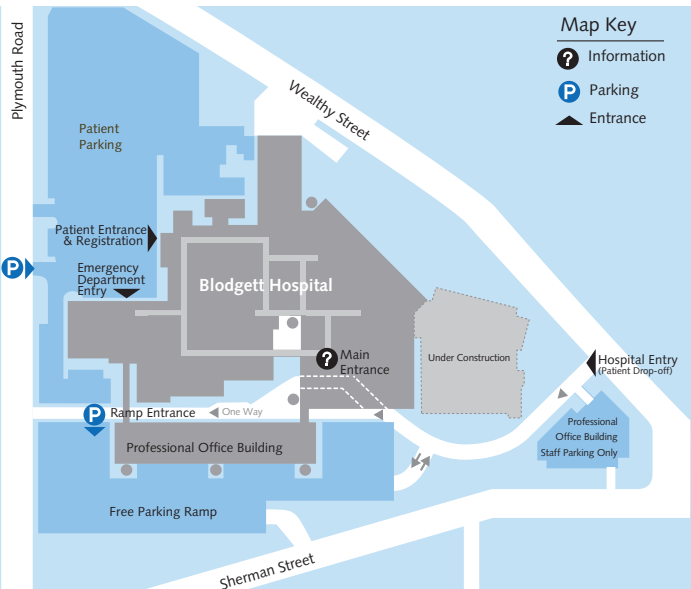 Plymouth Road
Map Key
?
Information
P
Parking
Entrance
Wealthy Street
Patient
Parking
Patient Entrance
& Registration
P
Emergency
Department
Entry
Blodgett Hospital
?
Main
Entrance
Under Construction
Hospital Entry
(Patient Drop-off)
P
Ramp Entrance
One Way
Professional
Office Building
Staff Parking Only
Professional Office Building
Free Parking Ramp
Sherman Street